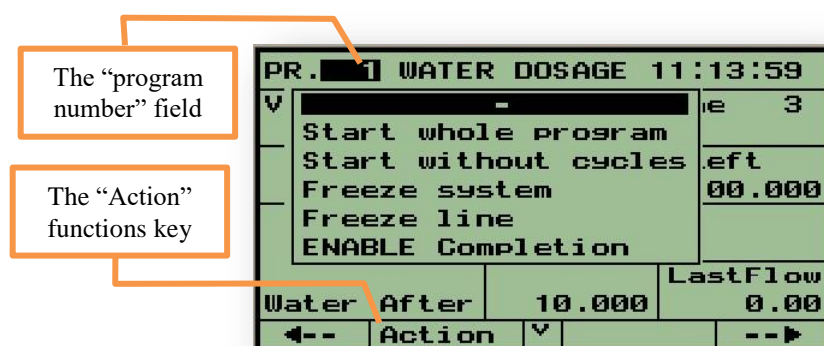 The “program
number” field
PR. 1 WATER DOSAGE 11:13:59
V
-
e 3
Start whole program
Start without cycles
eft
Freeze system
00.000
Freeze line
ENABLE Completion
The “Action”
functions key
LastFlow
Water After 10.000 0.00
◄-- Action V --►